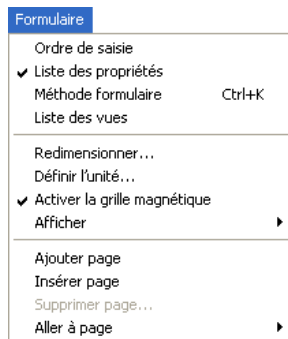 Formulaire
Ordre de saisie
Liste des propriétés
Méthode formulaire Ctrl+K
Liste des vues
Redimensionner...
Définir l'unité...
Activer la grille magnétique
Afficher
Ajouter page
Insérer page
Supprimer page...
Aller à page